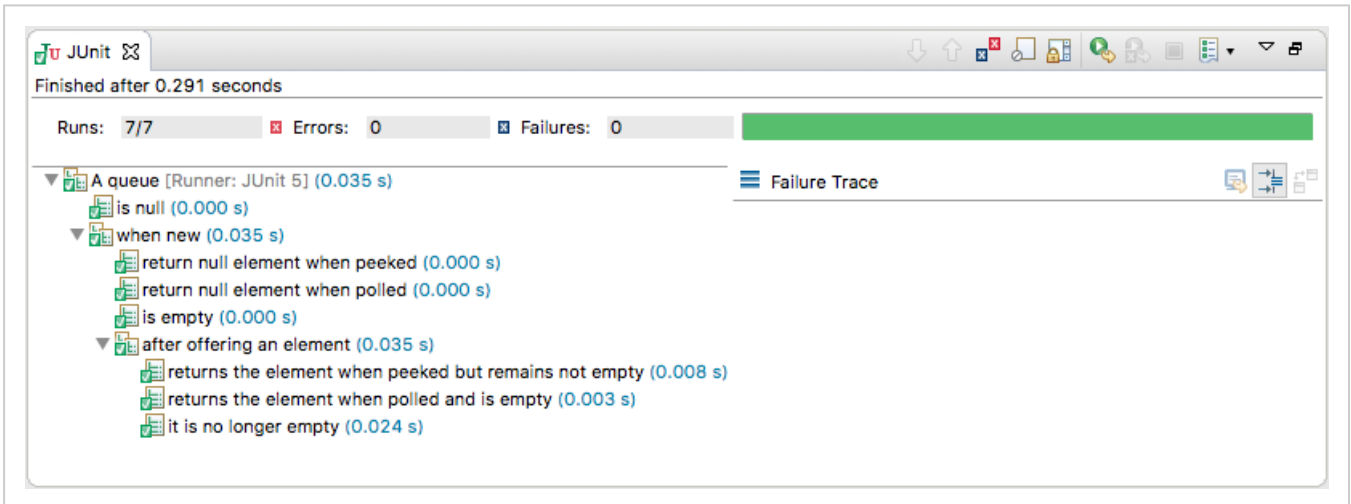 JUnit
Finished after 0.291 seconds
Runs: 7/7 Errors: 0 Failures: 0
A queue [Runner: JUnit 5] (0.035 s)
Failure Trace
is null (0.000 s)
when new (0.035 s)
return null element when peeked (0.000 s)
return null element when polled (0.000 s)
is empty (0.000 s)
after offering an element (0.035 s)
returns the element when peeked but remains not empty (0.008 s)
returns the element when polled and is empty (0.003 s)
it is no longer empty (0.024 s)